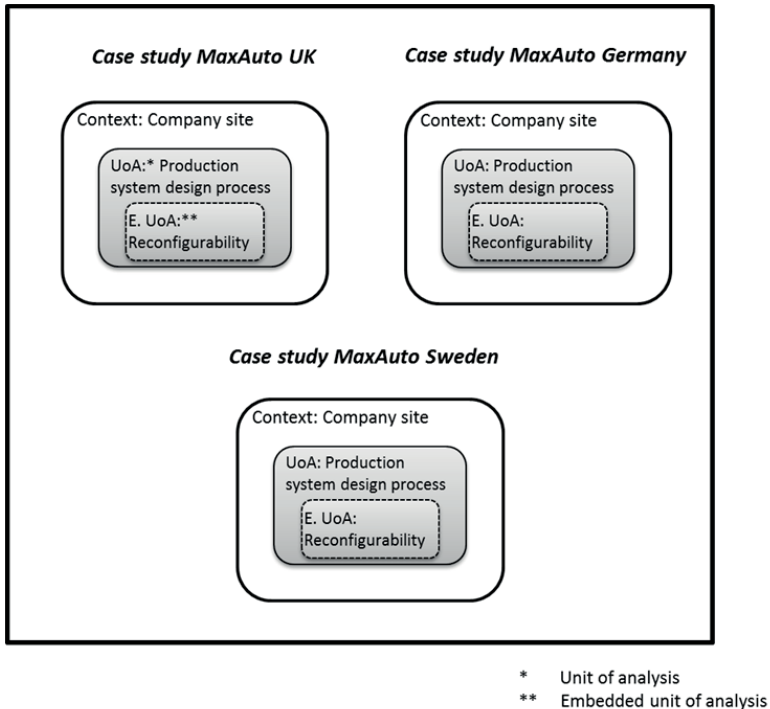 Case study MaxAuto UK
Context: Company site
UoA:* Production
system design process
E. UoA:**
Reconfigurability
Case study MaxAuto Germany
Context: Company site
UoA: Production
system design process
E. UoA:
Reconfigurability
Case study MaxAuto Sweden
Context: Company site
UoA: Production
system design process
E. UoA:
Reconfigurability
* Unit of analysis
** Embedded unit of analysis